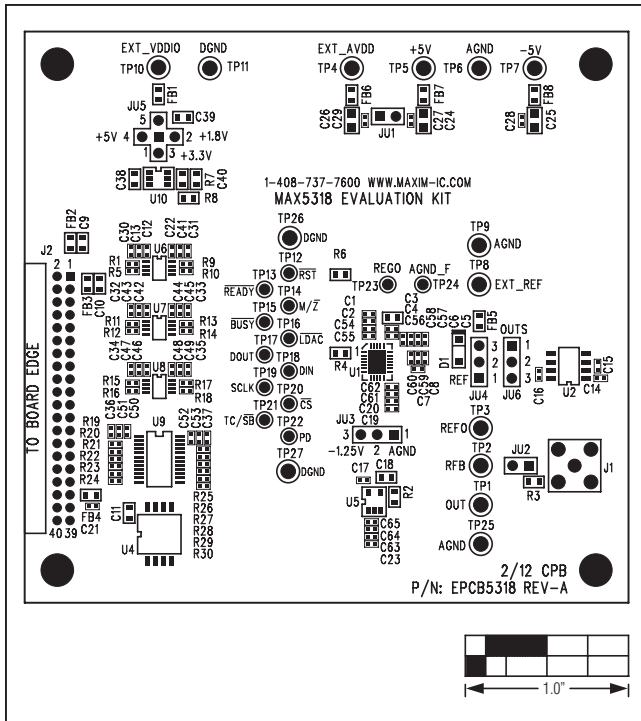 EXT_VDDIO DGND EXT_AVDD +5V AGND -5V
TP10 TP11 TP4 TP5 TP6 TP7
FB1 FB6 FB7 FB8
JU5 C39 C26 C29 JU1 C27 C24 C28 C25
5
+5V 4 2 +1.8V
1 3 +3.3V
C38 U10 R7 C40
R8
1-408-737-7600 WWW.MAXIM-IC.COM
MAX5318 EVALUATION KIT
TP26
DGND
TP9
AGND
FB2 C9
C30 C13 C12 C22 C41 C31
U6
J2
2 1
R1 R9
R5 R10
FB3 C10
TP12
RST
TP13
READY
TP14
M/Z
TP15
BUSY
TP16
LDAC
TP17
DOUT
TP18
DIN
TP19
SCLK
TP20
CS
TP21
TC/SB
TP22
PD
TP27
DGND
R6
REGO AGND_F
TP23 TP24
TP8
EXT_REF
C32 C43 C42 C44 C45 C33
U7
R11 R13
R12 R14
C34 C47 C46 C48 C49 C35
U8
R15 R17
R16 R18
C36 C51 C50 U9 C52 C53 C37
R19
R20
R21
R22
R23
R24
R25
R26
R27
R28
R29
R30
FB4
C21
C11
U4
40 39
TO BOARD EDGE
C1
C2
C54
C55
C3
C4
C56
C58
C57
R4
U1
C62
C61
C20
C19
C60
C59
C7
C8
D1
C6
C5
FB5
OUTS
3 1
2 2
1 3
REF JU4 JU6
C16 U2 C15
C14
JU3
3 2 1
-1.25V AGND
C17 C18
U5 R2
C65
C64
C63
C23
TP3
REFO
TP2
RFB
TP1
OUT
TP25
AGND
JU2
R3
J1
2/12 CPB
P/N: EPCB5318 REV-A
1.0"